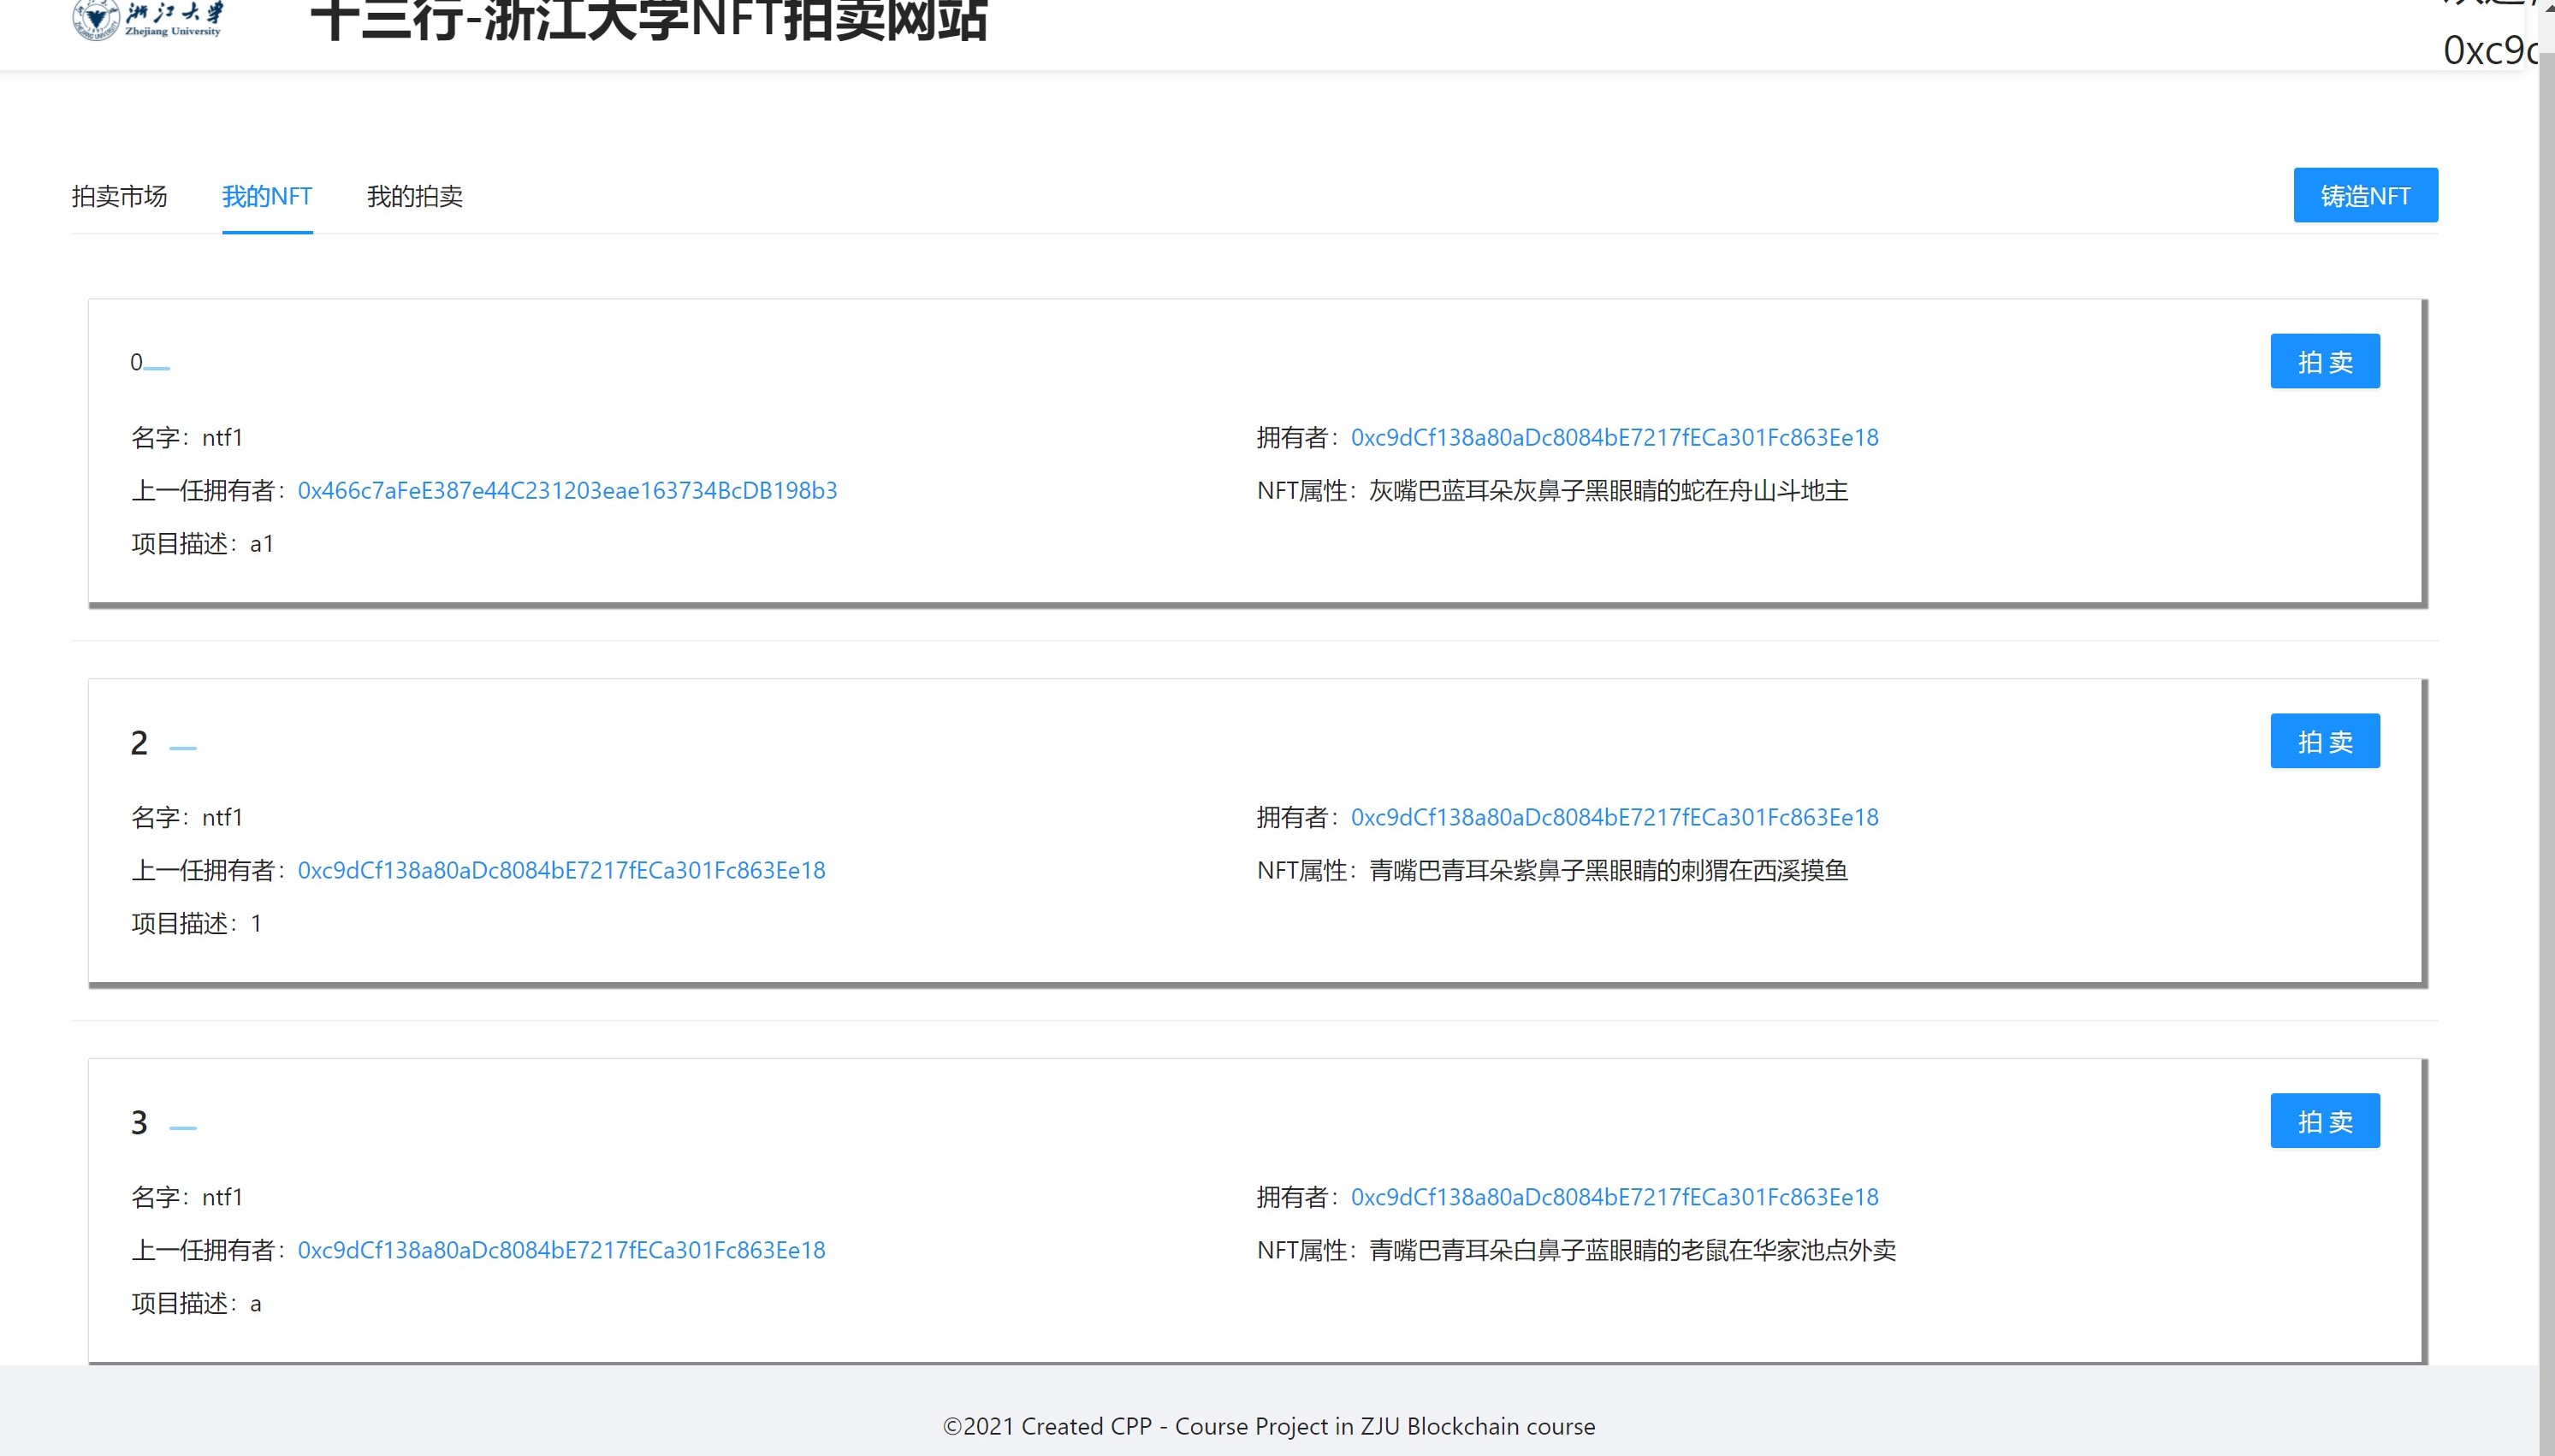 浙江大学
Zhejiang University
十三行-浙江大学NFT拍卖网站
0xc9
拍卖市场 我的NFT 我的拍卖 铸造NFT
0 拍 卖
名字：ntf1 拥有者：0xc9dCf138a80aDc8084bE7217fECa301Fc863Ee18
上一任拥有者：0x466c7aFeE387e44C231203eae163734BcDB198b3 NFT属性：灰嘴巴蓝耳朵灰鼻子黑眼睛的蛇在舟山斗地主
项目描述：a1
2 拍 卖
名字：ntf1 拥有者：0xc9dCf138a80aDc8084bE7217fECa301Fc863Ee18
上一任拥有者：0xc9dCf138a80aDc8084bE7217fECa301Fc863Ee18 NFT属性：青嘴巴青耳朵紫鼻子黑眼睛的刺猬在西溪摸鱼
项目描述：1
3 拍 卖
名字：ntf1 拥有者：0xc9dCf138a80aDc8084bE7217fECa301Fc863Ee18
上一任拥有者：0xc9dCf138a80aDc8084bE7217fECa301Fc863Ee18 NFT属性：青嘴巴青耳朵白鼻子蓝眼睛的老鼠在华家池点外卖
项目描述：a
©2021 Created CPP - Course Project in ZJU Blockchain course